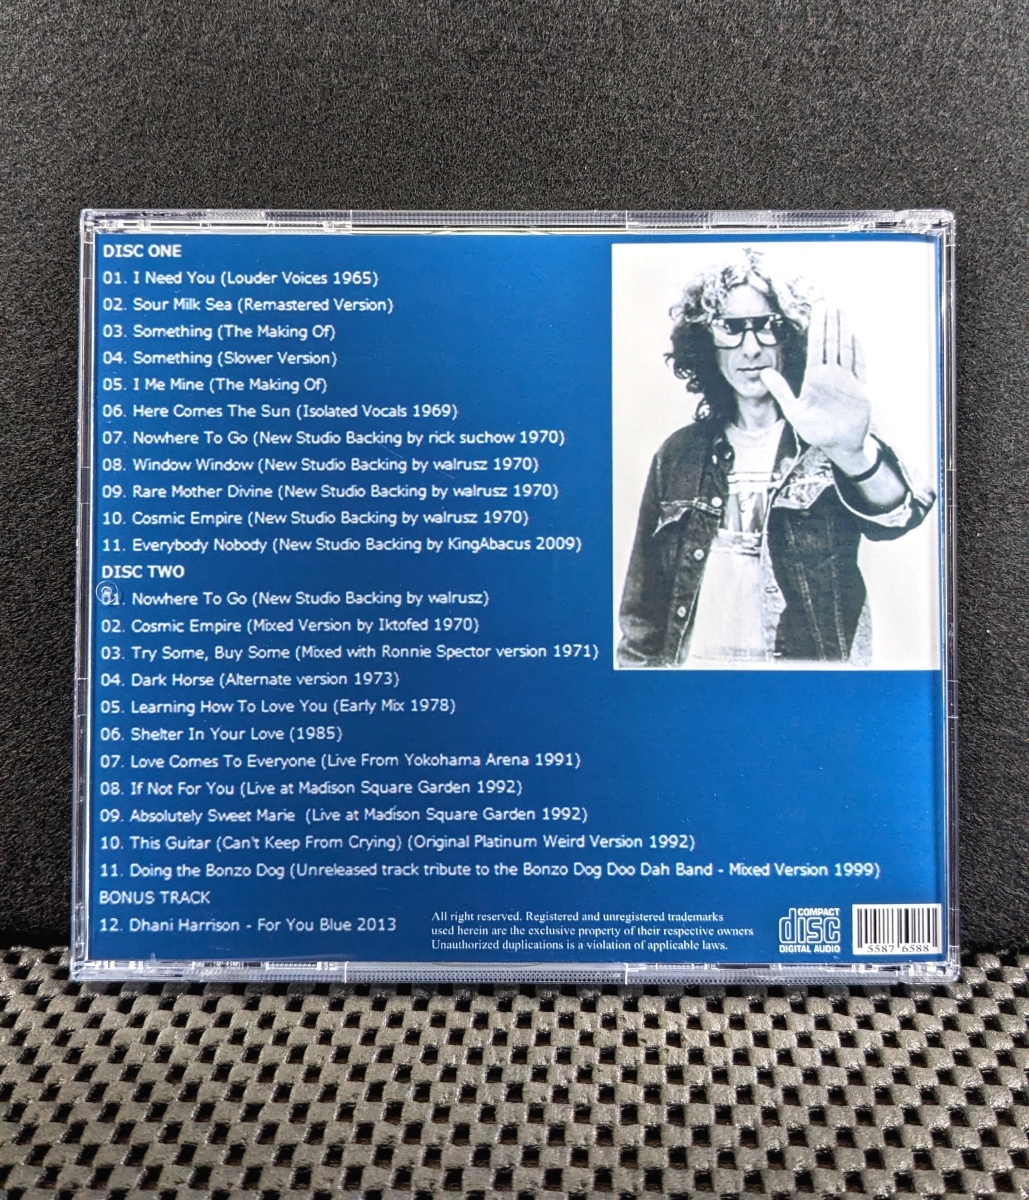 DISC ONE
01. I Need You (Louder Voices 1965)
02. Sour Milk Sea (Remastered Version)
03. Something (The Making Of)
04. Something (Slower Version)
05. I Me Mine (The Making Of)
06. Here Comes The Sun (Isolated Vocals 1969)
07. Nowhere To Go (New Studio Backing by rick suchow 1970)
08. Window Window (New Studio Backing by walrusz 1970)
09. Rare Mother Divine (New Studio Backing by walrusz 1970)
10. Cosmic Empire (New Studio Backing by walrusz 1970)
11. Everybody Nobody (New Studio Backing by KingAbacus 2009)
DISC TWO
01. Nowhere To Go (New Studio Backing by walrusz)
02. Cosmic Empire (Mixed Version by Iktofed 1970)
03. Try Some, Buy Some (Mixed with Ronnie Spector version 1971)
04. Dark Horse (Alternate version 1973)
05. Learning How To Love You (Early Mix 1978)
06. Shelter In Your Love (1985)
07. Love Comes To Everyone (Live From Yokohama Arena 1991)
08. If Not For You (Live at Madison Square Garden 1992)
09. Absolutely Sweet Marie (Live at Madison Square Garden 1992)
10. This Guitar (Can't Keep From Crying) (Original Platinum Weird Version 1992)
11. Doing the Bonzo Dog (Unreleased track tribute to the Bonzo Dog Doo Dah Band - Mixed Version 1999)
BONUS TRACK
12. Dhani Harrison - For You Blue 2013
All right reserved. Registered and unregistered trademarks
used herein are the exclusive property of their respective owners
Unauthorized duplications is a violation of applicable laws.
COMPACT
disc
DIGITAL AUDIO
5587 6588